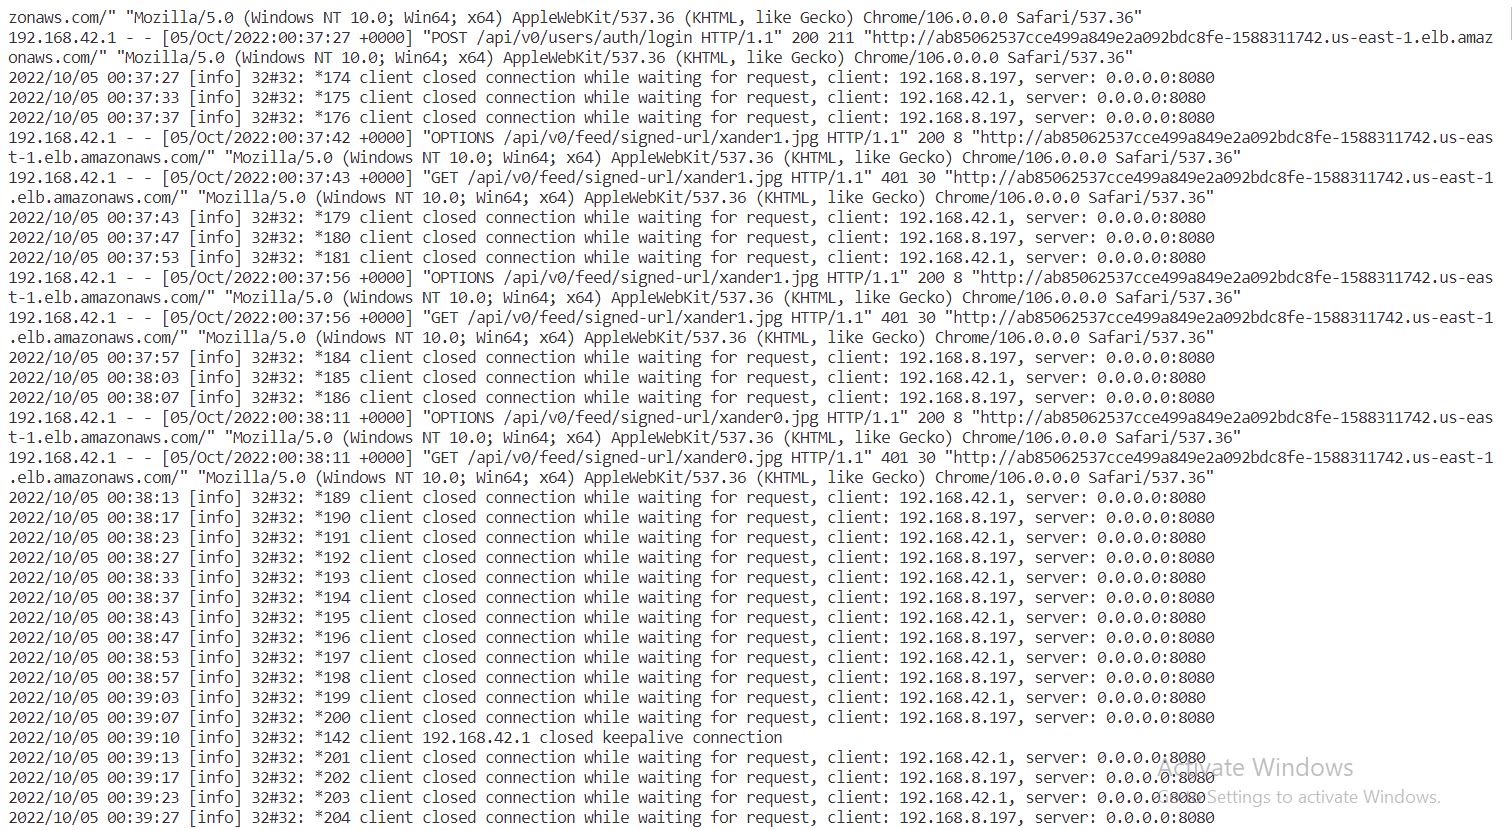 zonaws.com/" "Mozilla/5.0 (Windows NT 10.0; Win64; x64) AppleWebKit/537.36 (KHTML, like Gecko) Chrome/106.0.0.0 Safari/537.36"
192.168.42.1 - - [05/Oct/2022:00:37:27 +0000] "POST /api/v0/users/auth/login HTTP/1.1" 200 211 "http://ab85062537cce499a849e2a092bdc8fe-1588311742.us-east-1.elb.amaz
onaws.com/" "Mozilla/5.0 (Windows NT 10.0; Win64; x64) AppleWebKit/537.36 (KHTML, like Gecko) Chrome/106.0.0.0 Safari/537.36"
2022/10/05 00:37:27 [info] 32#32: *174 client closed connection while waiting for request, client: 192.168.8.197, server: 0.0.0.0:8080
2022/10/05 00:37:33 [info] 32#32: *175 client closed connection while waiting for request, client: 192.168.42.1, server: 0.0.0.0:8080
2022/10/05 00:37:37 [info] 32#32: *176 client closed connection while waiting for request, client: 192.168.8.197, server: 0.0.0.0:8080
192.168.42.1 - - [05/Oct/2022:00:37:42 +0000] "OPTIONS /api/v0/feed/signed-url/xander1.jpg HTTP/1.1" 200 8 "http://ab85062537cce499a849e2a092bdc8fe-1588311742.us-eas
t-1.elb.amazonaws.com/" "Mozilla/5.0 (Windows NT 10.0; Win64; x64) AppleWebKit/537.36 (KHTML, like Gecko) Chrome/106.0.0.0 Safari/537.36"
192.168.42.1 - - [05/Oct/2022:00:37:43 +0000] "GET /api/v0/feed/signed-url/xander1.jpg HTTP/1.1" 401 30 "http://ab85062537cce499a849e2a092bdc8fe-1588311742.us-east-1
.elb.amazonaws.com/" "Mozilla/5.0 (Windows NT 10.0; Win64; x64) AppleWebKit/537.36 (KHTML, like Gecko) Chrome/106.0.0.0 Safari/537.36"
2022/10/05 00:37:43 [info] 32#32: *179 client closed connection while waiting for request, client: 192.168.42.1, server: 0.0.0.0:8080
2022/10/05 00:37:47 [info] 32#32: *180 client closed connection while waiting for request, client: 192.168.8.197, server: 0.0.0.0:8080
2022/10/05 00:37:53 [info] 32#32: *181 client closed connection while waiting for request, client: 192.168.42.1, server: 0.0.0.0:8080
192.168.42.1 - - [05/Oct/2022:00:37:56 +0000] "OPTIONS /api/v0/feed/signed-url/xander1.jpg HTTP/1.1" 200 8 "http://ab85062537cce499a849e2a092bdc8fe-1588311742.us-eas
t-1.elb.amazonaws.com/" "Mozilla/5.0 (Windows NT 10.0; Win64; x64) AppleWebKit/537.36 (KHTML, like Gecko) Chrome/106.0.0.0 Safari/537.36"
192.168.42.1 - - [05/Oct/2022:00:37:56 +0000] "GET /api/v0/feed/signed-url/xander1.jpg HTTP/1.1" 401 30 "http://ab85062537cce499a849e2a092bdc8fe-1588311742.us-east-1
.elb.amazonaws.com/" "Mozilla/5.0 (Windows NT 10.0; Win64; x64) AppleWebKit/537.36 (KHTML, like Gecko) Chrome/106.0.0.0 Safari/537.36"
2022/10/05 00:37:57 [info] 32#32: *184 client closed connection while waiting for request, client: 192.168.8.197, server: 0.0.0.0:8080
2022/10/05 00:38:03 [info] 32#32: *185 client closed connection while waiting for request, client: 192.168.42.1, server: 0.0.0.0:8080
2022/10/05 00:38:07 [info] 32#32: *186 client closed connection while waiting for request, client: 192.168.8.197, server: 0.0.0.0:8080
192.168.42.1 - - [05/Oct/2022:00:38:11 +0000] "OPTIONS /api/v0/feed/signed-url/xander0.jpg HTTP/1.1" 200 8 "http://ab85062537cce499a849e2a092bdc8fe-1588311742.us-eas
t-1.elb.amazonaws.com/" "Mozilla/5.0 (Windows NT 10.0; Win64; x64) AppleWebKit/537.36 (KHTML, like Gecko) Chrome/106.0.0.0 Safari/537.36"
192.168.42.1 - - [05/Oct/2022:00:38:11 +0000] "GET /api/v0/feed/signed-url/xander0.jpg HTTP/1.1" 401 30 "http://ab85062537cce499a849e2a092bdc8fe-1588311742.us-east-1
.elb.amazonaws.com/" "Mozilla/5.0 (Windows NT 10.0; Win64; x64) AppleWebKit/537.36 (KHTML, like Gecko) Chrome/106.0.0.0 Safari/537.36"
2022/10/05 00:38:13 [info] 32#32: *189 client closed connection while waiting for request, client: 192.168.42.1, server: 0.0.0.0:8080
2022/10/05 00:38:17 [info] 32#32: *190 client closed connection while waiting for request, client: 192.168.8.197, server: 0.0.0.0:8080
2022/10/05 00:38:23 [info] 32#32: *191 client closed connection while waiting for request, client: 192.168.42.1, server: 0.0.0.0:8080
2022/10/05 00:38:27 [info] 32#32: *192 client closed connection while waiting for request, client: 192.168.8.197, server: 0.0.0.0:8080
2022/10/05 00:38:33 [info] 32#32: *193 client closed connection while waiting for request, client: 192.168.42.1, server: 0.0.0.0:8080
2022/10/05 00:38:37 [info] 32#32: *194 client closed connection while waiting for request, client: 192.168.8.197, server: 0.0.0.0:8080
2022/10/05 00:38:43 [info] 32#32: *195 client closed connection while waiting for request, client: 192.168.42.1, server: 0.0.0.0:8080
2022/10/05 00:38:47 [info] 32#32: *196 client closed connection while waiting for request, client: 192.168.8.197, server: 0.0.0.0:8080
2022/10/05 00:38:53 [info] 32#32: *197 client closed connection while waiting for request, client: 192.168.42.1, server: 0.0.0.0:8080
2022/10/05 00:38:57 [info] 32#32: *198 client closed connection while waiting for request, client: 192.168.8.197, server: 0.0.0.0:8080
2022/10/05 00:39:03 [info] 32#32: *199 client closed connection while waiting for request, client: 192.168.42.1, server: 0.0.0.0:8080
2022/10/05 00:39:07 [info] 32#32: *200 client closed connection while waiting for request, client: 192.168.8.197, server: 0.0.0.0:8080
2022/10/05 00:39:10 [info] 32#32: *142 client 192.168.42.1 closed keepalive connection
2022/10/05 00:39:13 [info] 32#32: *201 client closed connection while waiting for request, client: 192.168.42.1, server: 0.0.0.0:8080
2022/10/05 00:39:17 [info] 32#32: *202 client closed connection while waiting for request, client: 192.168.8.197, server: 0.0.0.0:8080
2022/10/05 00:39:23 [info] 32#32: *203 client closed connection while waiting for request, client: 192.168.42.1, server: 0.0.0.0:8080
2022/10/05 00:39:27 [info] 32#32: *204 client closed connection while waiting for request, client: 192.168.8.197, server: 0.0.0.0:8080
Activate Windows
Go to Settings to activate Windows.